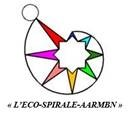 « L'ECO-SPIRALE-AARMBN »